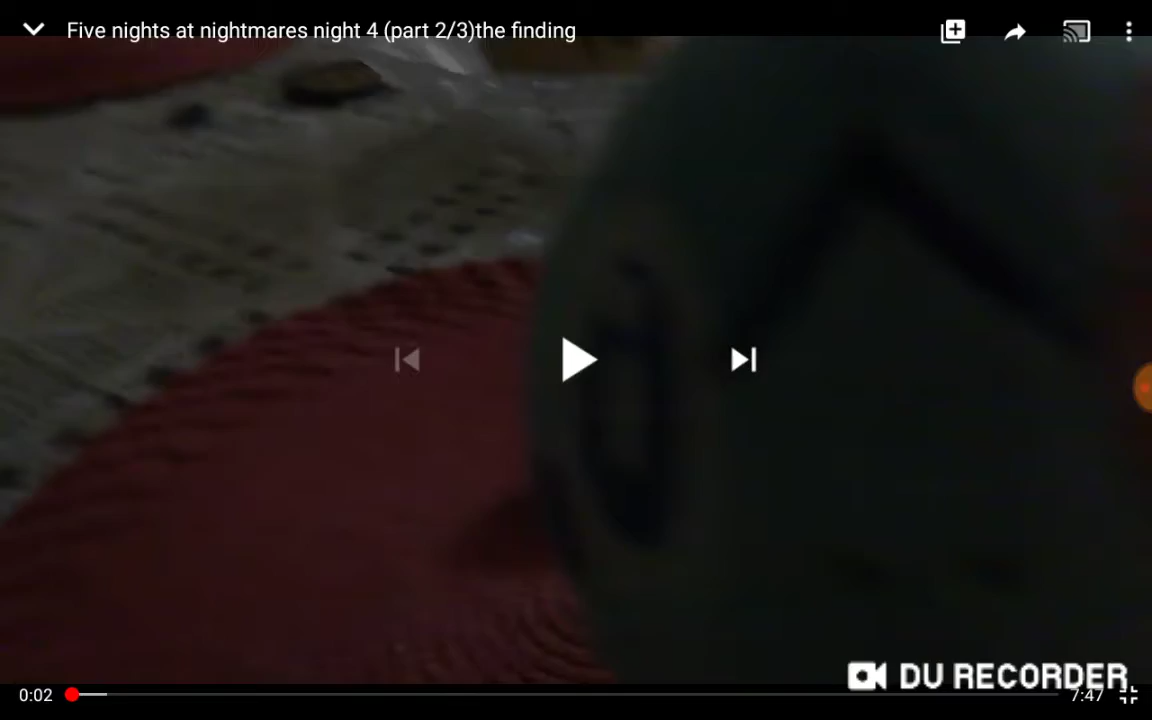 Five nights at nightmares night 4 (part 2/3)the finding
DU RECORDER
0:02
7:47